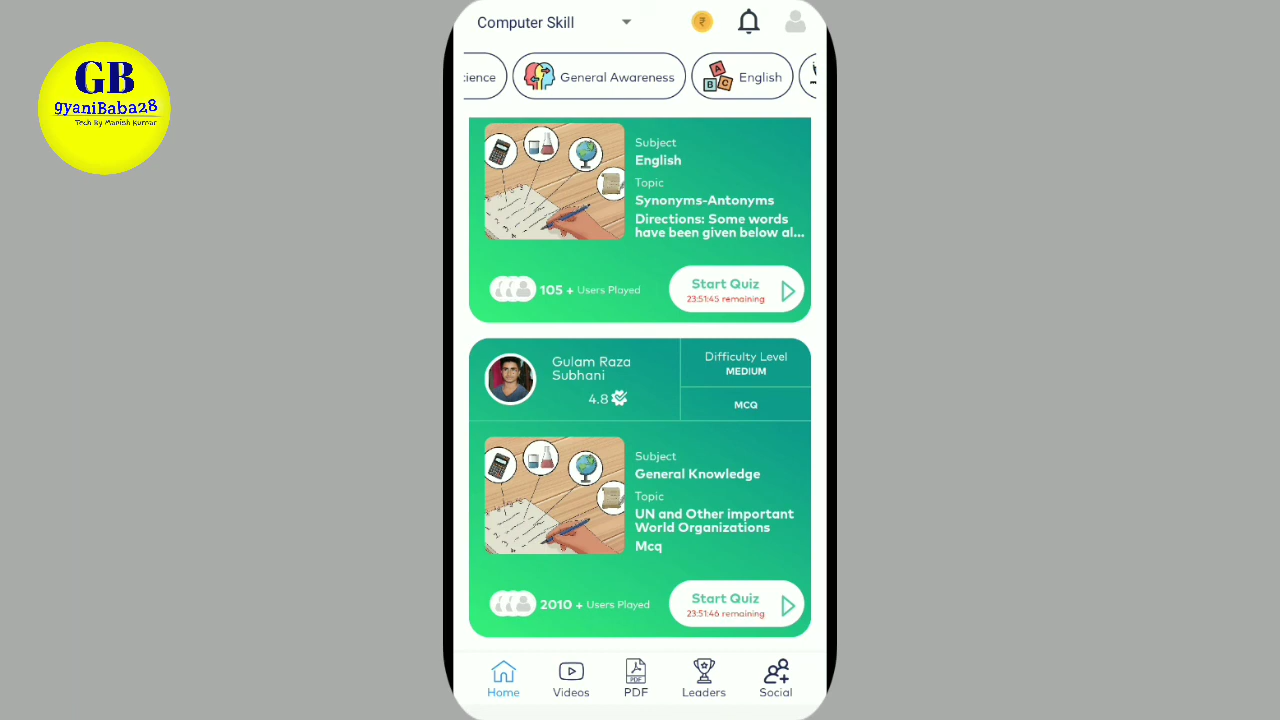 GB
gyaniBaba28
Tech By Manish Kumar
Computer Skill
ience
General Awareness
A
B
C
English
Subject
English
Topic
Synonyms-Antonyms
Directions: Some words
have been given below al...
105 + Users Played
Start Quiz
23:51:45 remaining
Gulam Raza
Subhani
4.8
Difficulty Level
MEDIUM
MCQ
Subject
General Knowledge
Topic
UN and Other important
World Organizations
Mcq
2010 + Users Played
Start Quiz
23:51:46 remaining
PDF
Home
Videos
PDF
Leaders
Social